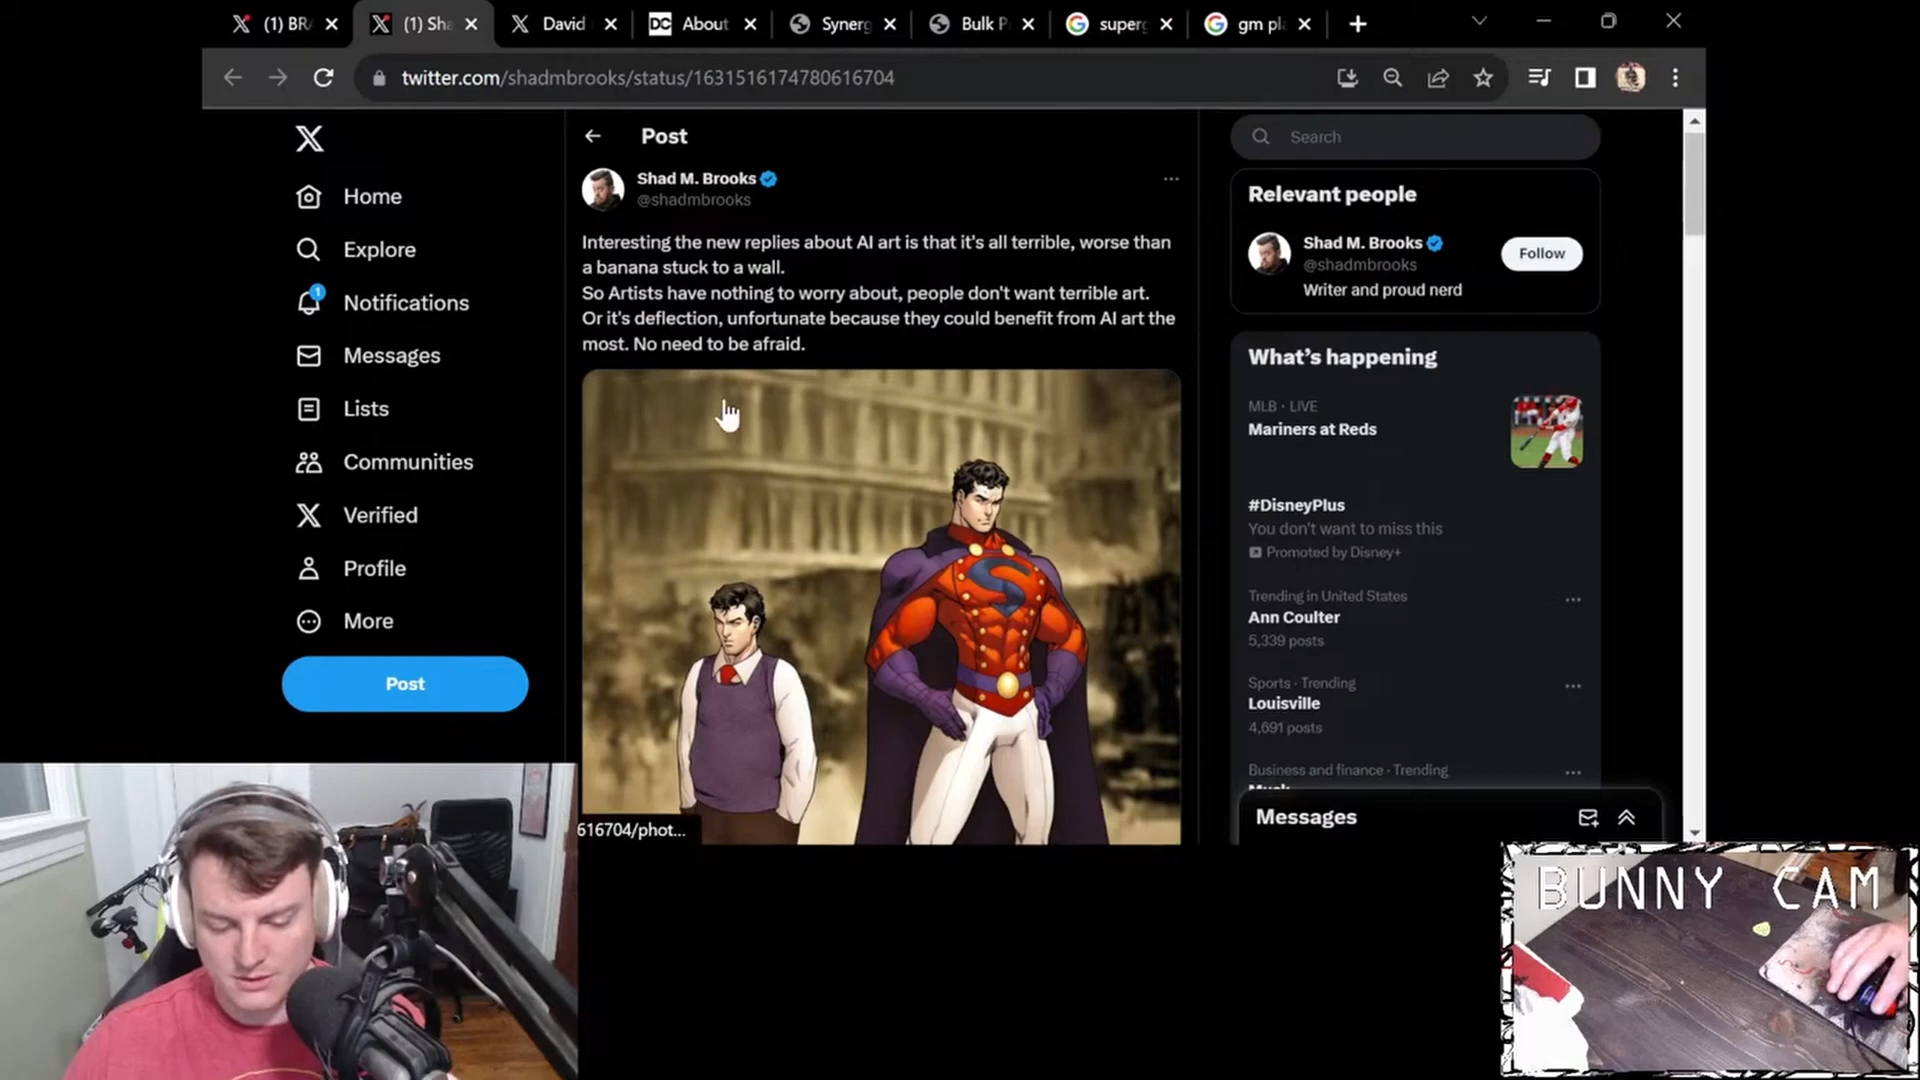 (1) BR
(1) Sha
David
DC
About
Synerg
Bulk P
superg
gm pl
twitter.com/shadmbrooks/status/1631516174780616704
Home
Explore
1
Notifications
Messages
Lists
Communities
Verified
Profile
More
Post
Post
Shad M. Brooks
@shadmbrooks
Interesting the new replies about AI art is that it's all terrible, worse than
a banana stuck to a wall.
So Artists have nothing to worry about, people don't want terrible art.
Or it's deflection, unfortunate because they could benefit from AI art the
most. No need to be afraid.
S
616704/phot...
Search
Relevant people
Shad M. Brooks
@shadmbrooks
Follow
Writer and proud nerd
What's happening
MLB · LIVE
Mariners at Reds
#DisneyPlus
You don't want to miss this
Promoted by Disney+
Trending in United States
Ann Coulter
5,339 posts
Sports · Trending
Louisville
4,691 posts
Business and finance · Trending
Messages
BUNNY CAM